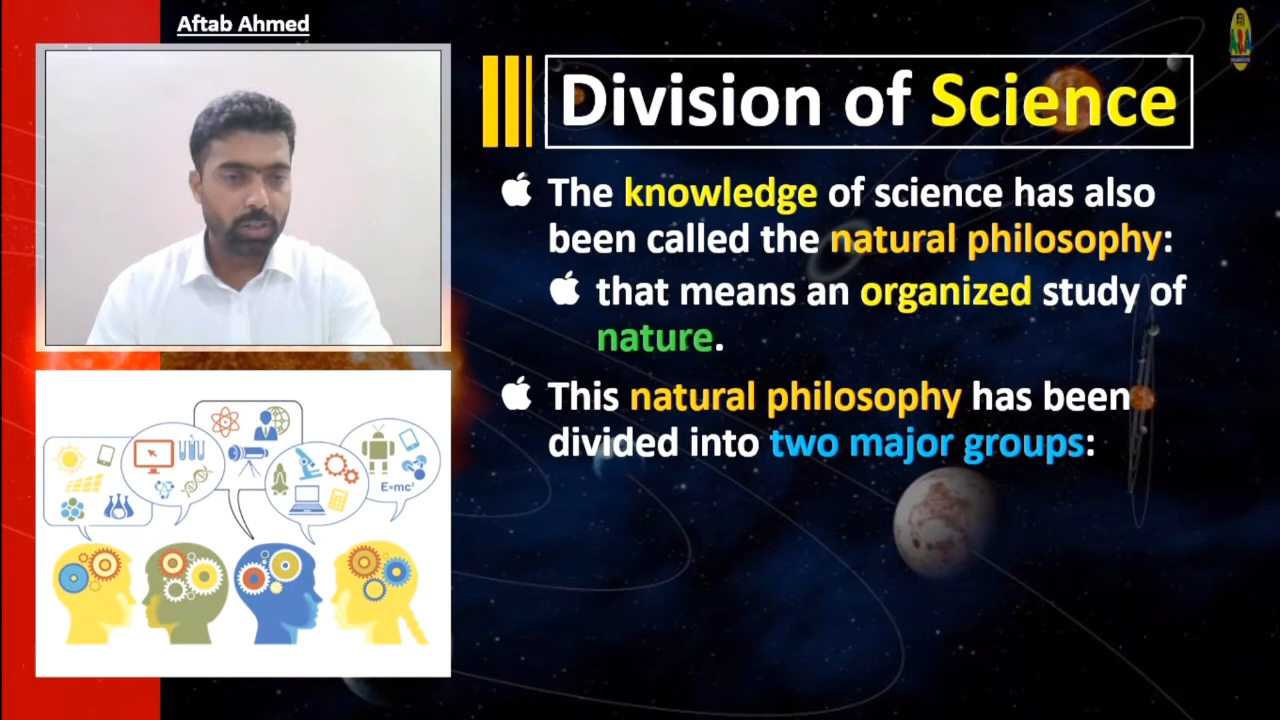 Aftab Ahmed
Division of Science
The knowledge of science has also
been called the natural philosophy:
that means an organized study of
nature.
This natural philosophy has been
divided into two major groups:
E=mc²